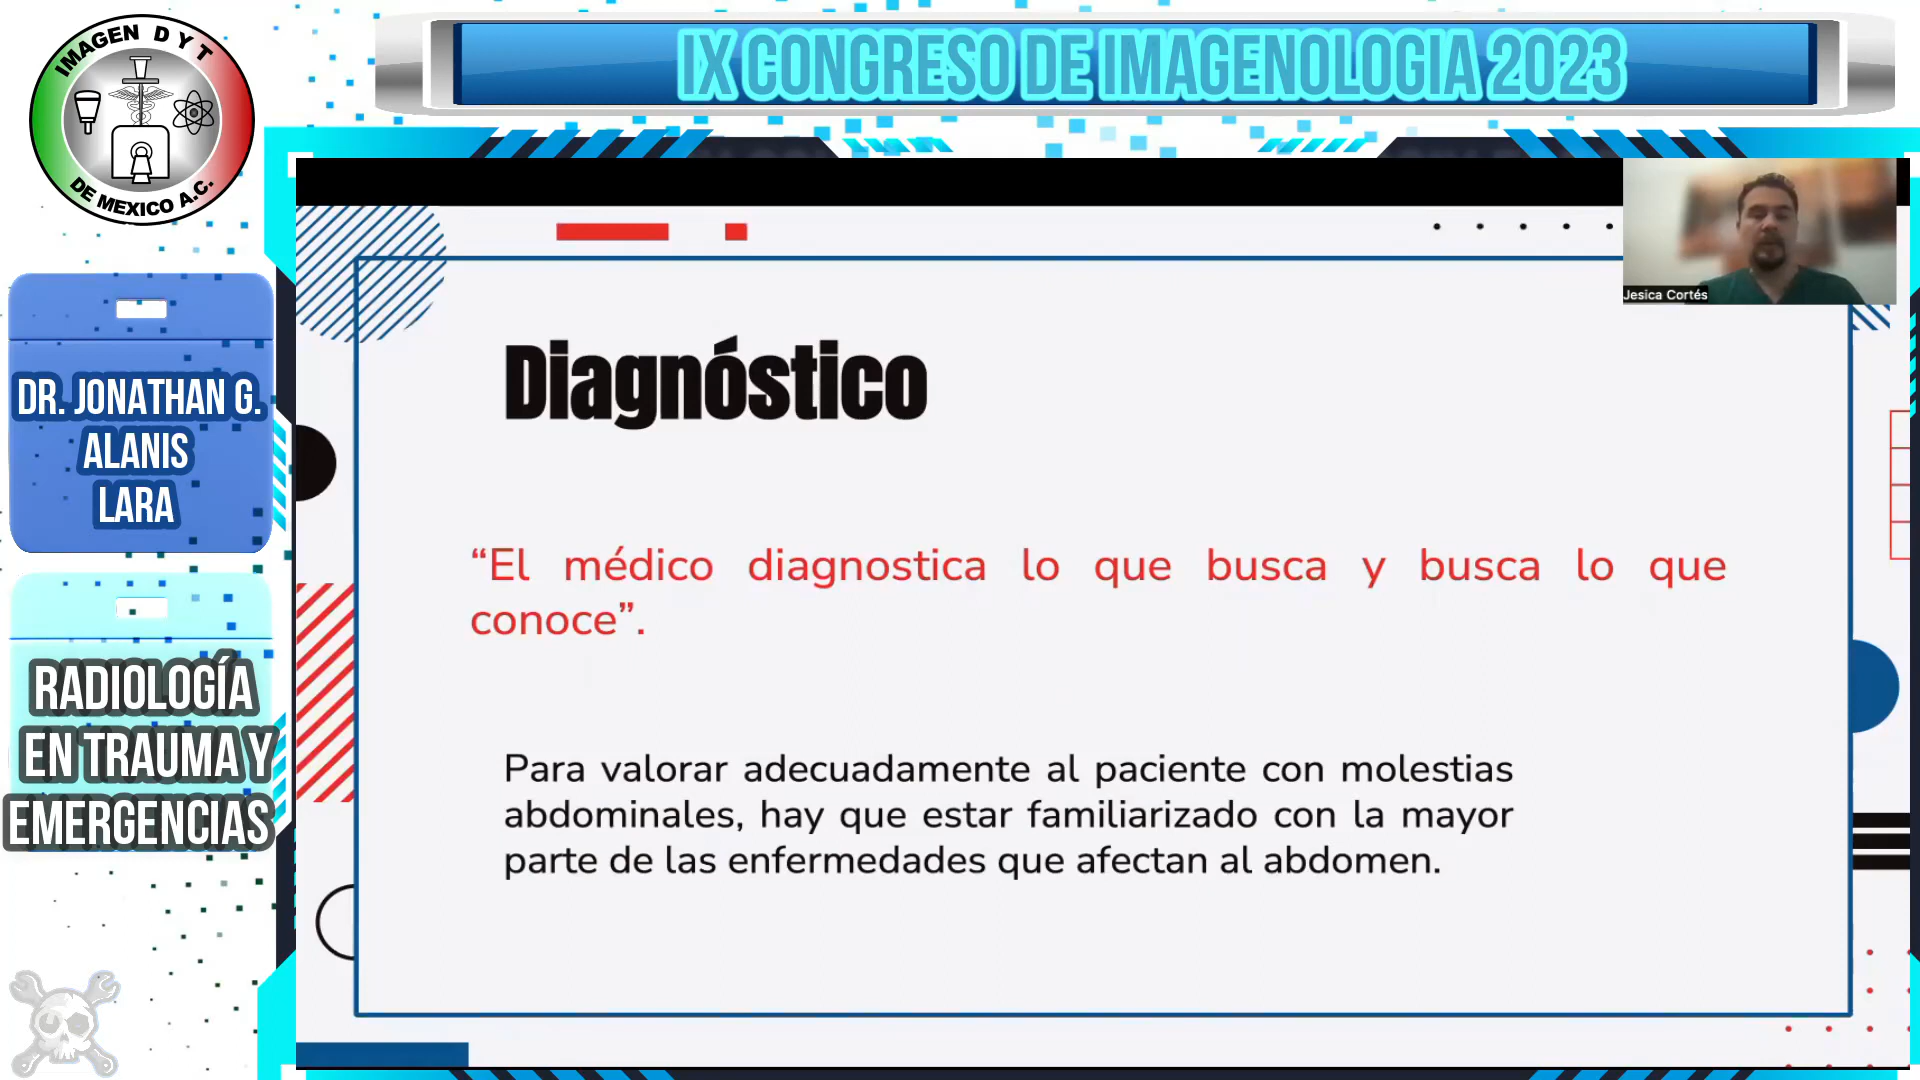 IMAGEN D Y T
DE MEXICO A.C.
IX CONGRESO DE IMAGENOLOGIA 2023
Jesica Cortés
DR. JONATHAN G.
ALANIS
LARA
RADIOLOGÍA
EN TRAUMA Y
EMERGENCIAS
Diagnóstico
“El médico diagnostica lo que busca y busca lo que
conoce”.
Para valorar adecuadamente al paciente con molestias
abdominales, hay que estar familiarizado con la mayor
parte de las enfermedades que afectan al abdomen.